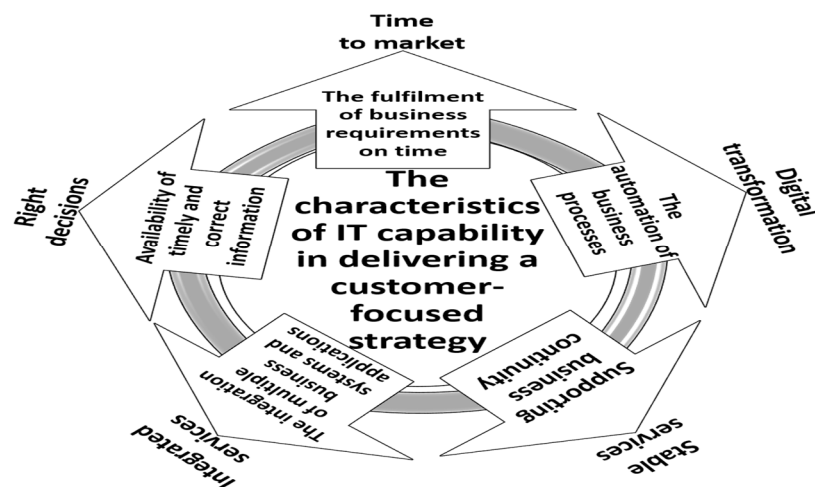 Time
to market
The fulfilment
of business
requirements
on time
Digital
transformation
The
automation of
business
processes
Stable
services
Supporting
business
continuity
Integrated
services
The integration
of multiple
business
systems and
applications
Right
decisions
Availability of
timely and
correct
information
The
characteristics
of IT capability
in delivering a
customer-
focused
strategy